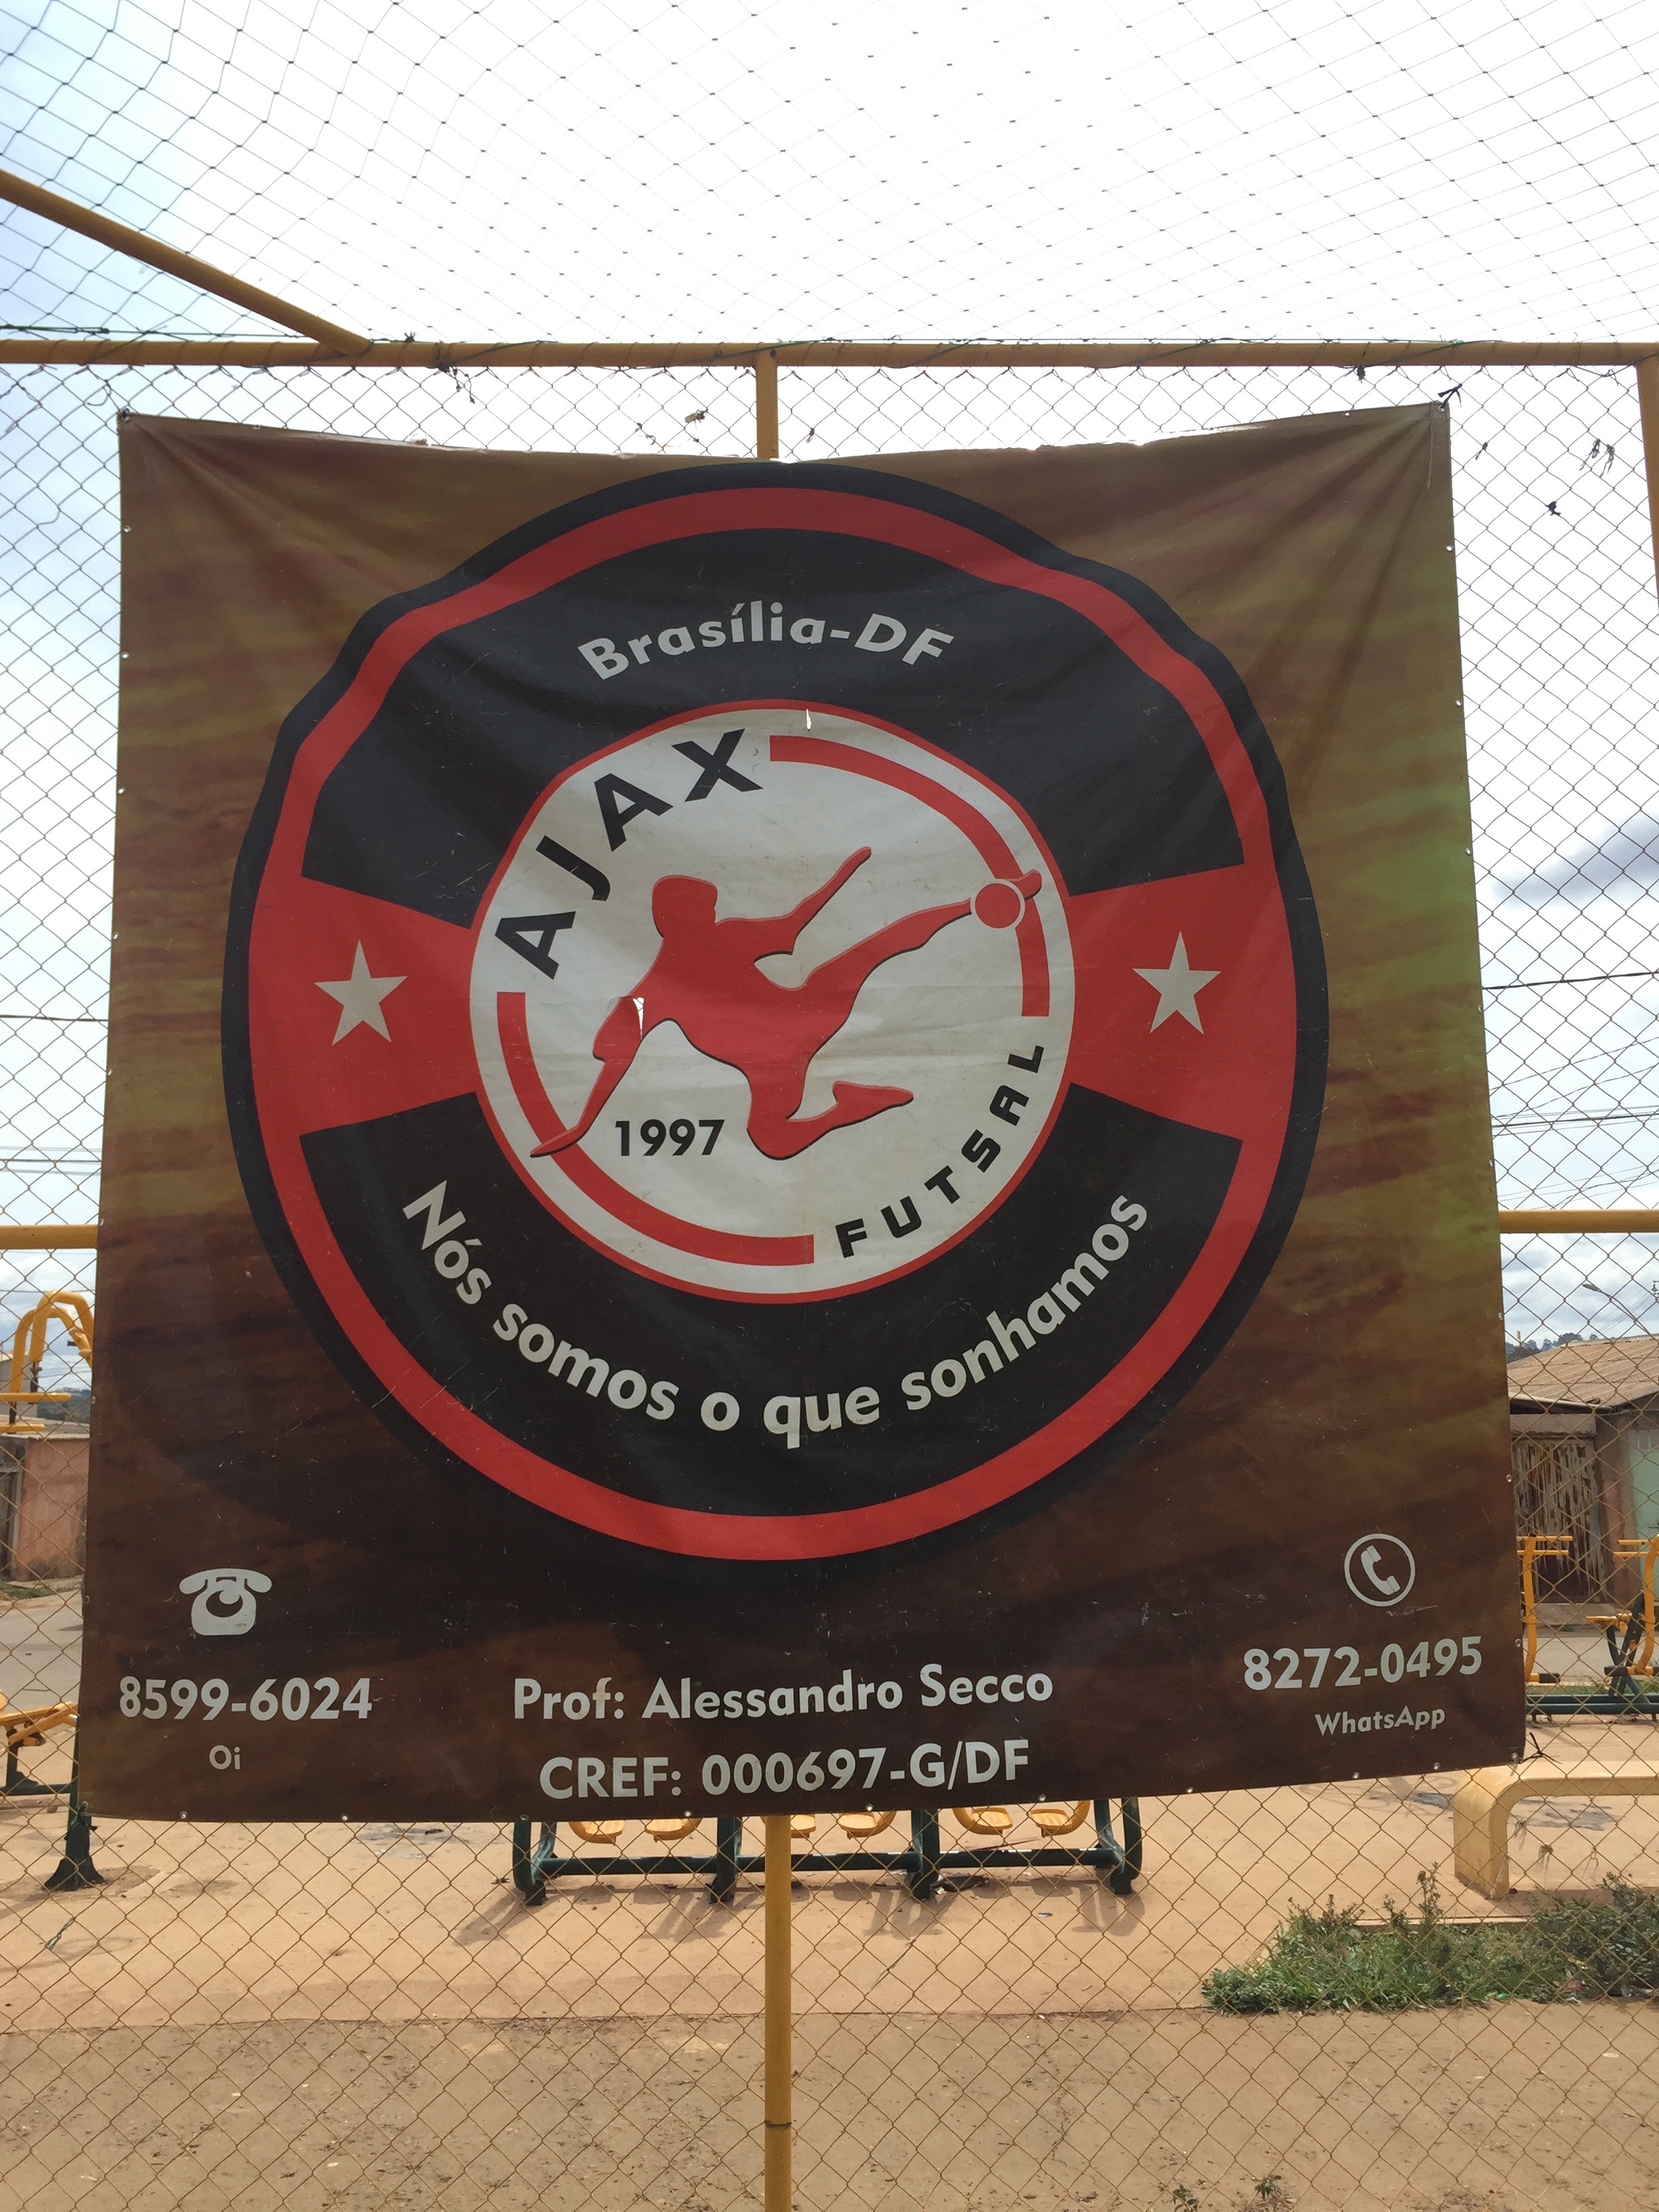 Brasília-DF
AJAX
1997
FUTSAL
Nós somos o que sonhamos
8599-6024
Oi
Prof: Alessandro Secco
CREF: 000697-G/DF
8272-0495
WhatsApp